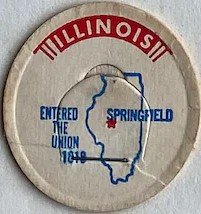 ILLINOIS
ENTERED
THE
UNION
1818
SPRINGFIELD